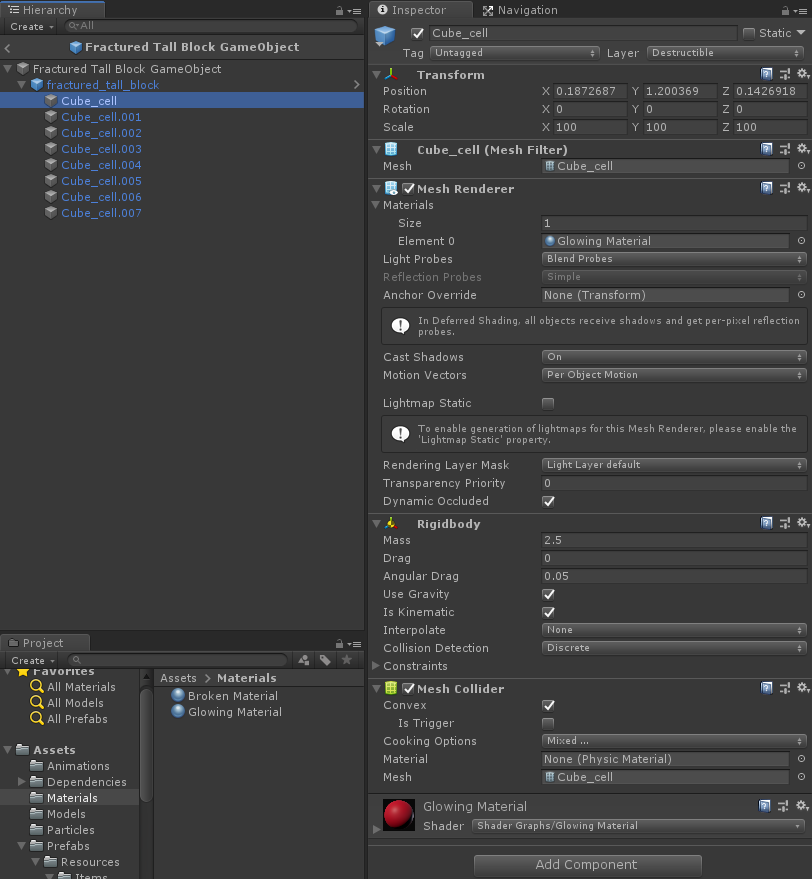 Hierarchy
Create
All
Fractured Tall Block GameObject
Fractured Tall Block GameObject
fractured_tall_block
Cube_cell
Cube_cell.001
Cube_cell.002
Cube_cell.003
Cube_cell.004
Cube_cell.005
Cube_cell.006
Cube_cell.007
Project
Create
Favorites
All Materials
All Models
All Prefabs
Assets
Animations
Dependencies
Materials
Models
Particles
Prefabs
Resources
Items
Assets > Materials
Broken Material
Glowing Material
Inspector Navigation
Cube_cell Static
Tag Untagged Layer Destructible
Transform
Position X 0.1872687 Y 1.200369 Z 0.1426918
Rotation X 0 Y 0 Z 0
Scale X 100 Y 100 Z 100
Cube_cell (Mesh Filter)
Mesh Cube_cell
Mesh Renderer
Materials
Size 1
Element 0 Glowing Material
Light Probes Blend Probes
Reflection Probes Simple
Anchor Override None (Transform)
In Deferred Shading, all objects receive shadows and get per-pixel reflection
probes.
Cast Shadows On
Motion Vectors Per Object Motion
Lightmap Static
To enable generation of lightmaps for this Mesh Renderer, please enable the
'Lightmap Static' property.
Rendering Layer Mask Light Layer default
Transparency Priority 0
Dynamic Occluded
Rigidbody
Mass 2.5
Drag 0
Angular Drag 0.05
Use Gravity
Is Kinematic
Interpolate None
Collision Detection Discrete
Constraints
Mesh Collider
Convex
Is Trigger
Cooking Options Mixed ...
Material None (Physic Material)
Mesh Cube_cell
Glowing Material
Shader Shader Graphs/Glowing Material
Add Component